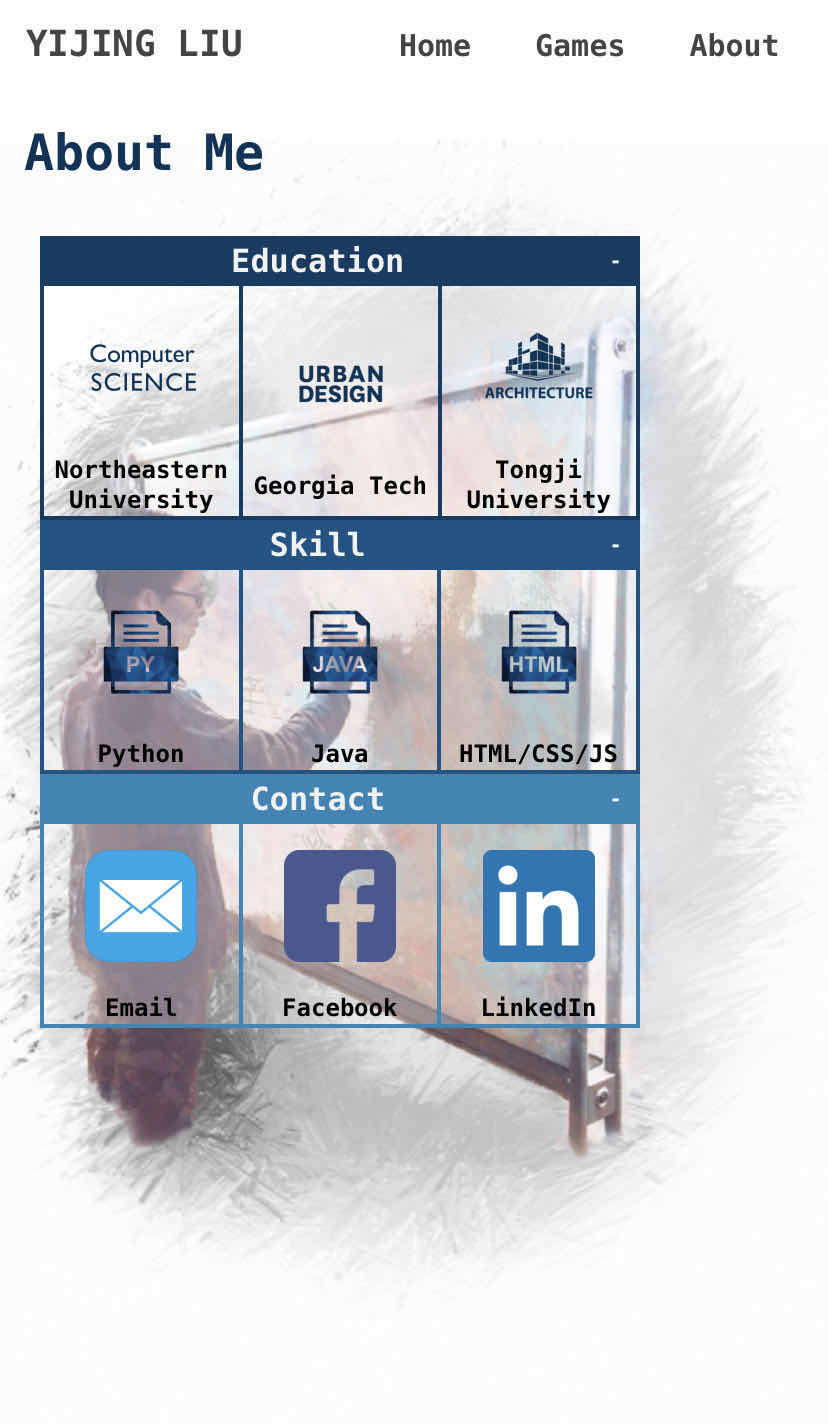 YIJING LIU Home Games About
About Me
Education -
Computer
SCIENCE
URBAN
DESIGN
ARCHITECTURE
Northeastern
University
Georgia Tech
Tongji
University
Skill -
PY JAVA HTML
Python Java HTML/CSS/JS
Contact -
f in
Email Facebook LinkedIn